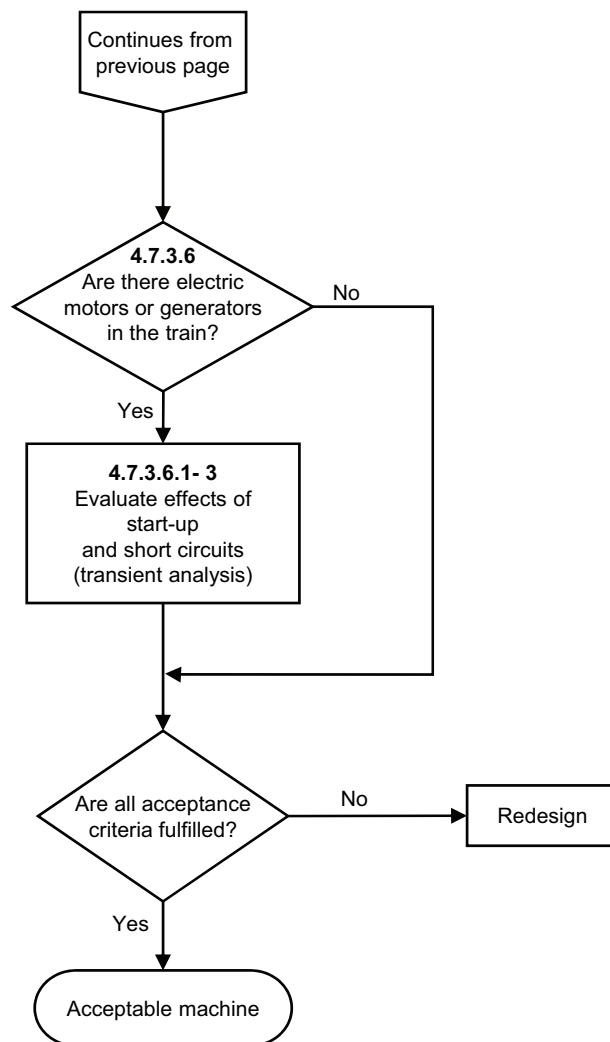 Continues from
previous page
4.7.3.6
Are there electric
motors or generators
in the train?
No
Yes
4.7.3.6.1- 3
Evaluate effects of
start-up
and short circuits
(transient analysis)
Are all acceptance
criteria fulfilled?
No
Redesign
Yes
Acceptable machine